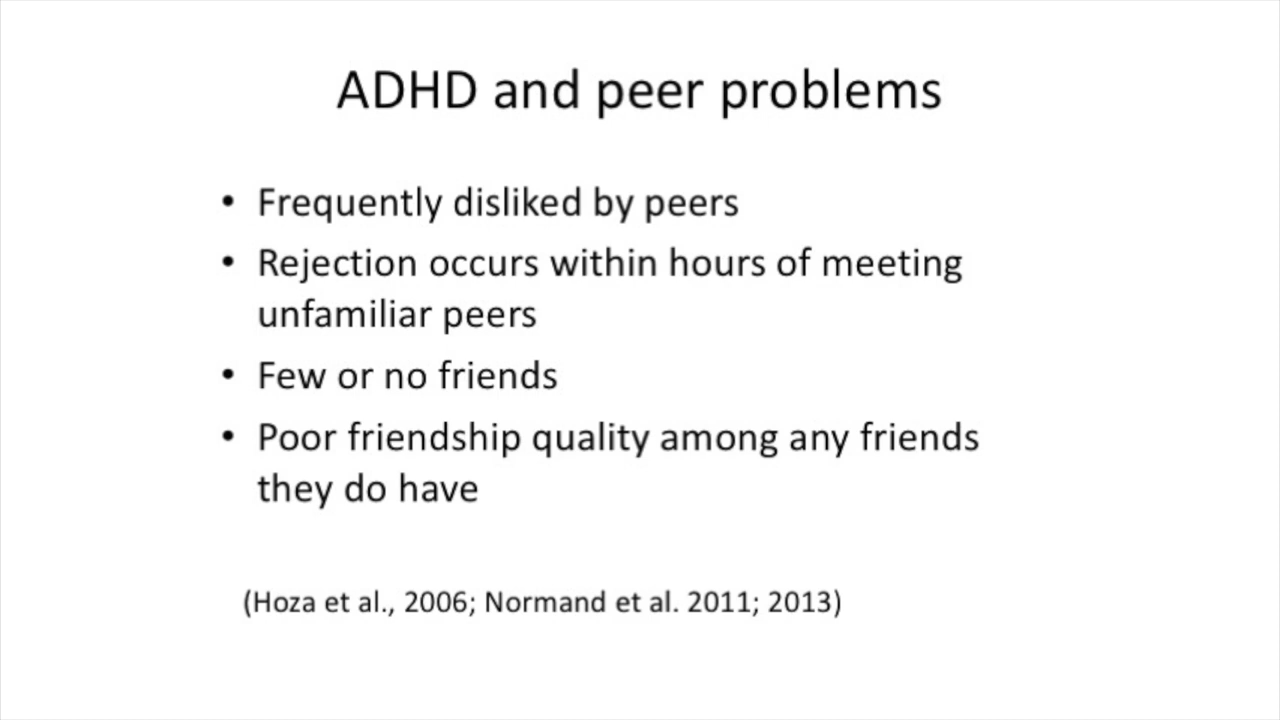 ADHD and peer problems
• Frequently disliked by peers
• Rejection occurs within hours of meeting
unfamiliar peers
• Few or no friends
• Poor friendship quality among any friends
they do have
(Hoza et al., 2006; Normand et al. 2011; 2013)